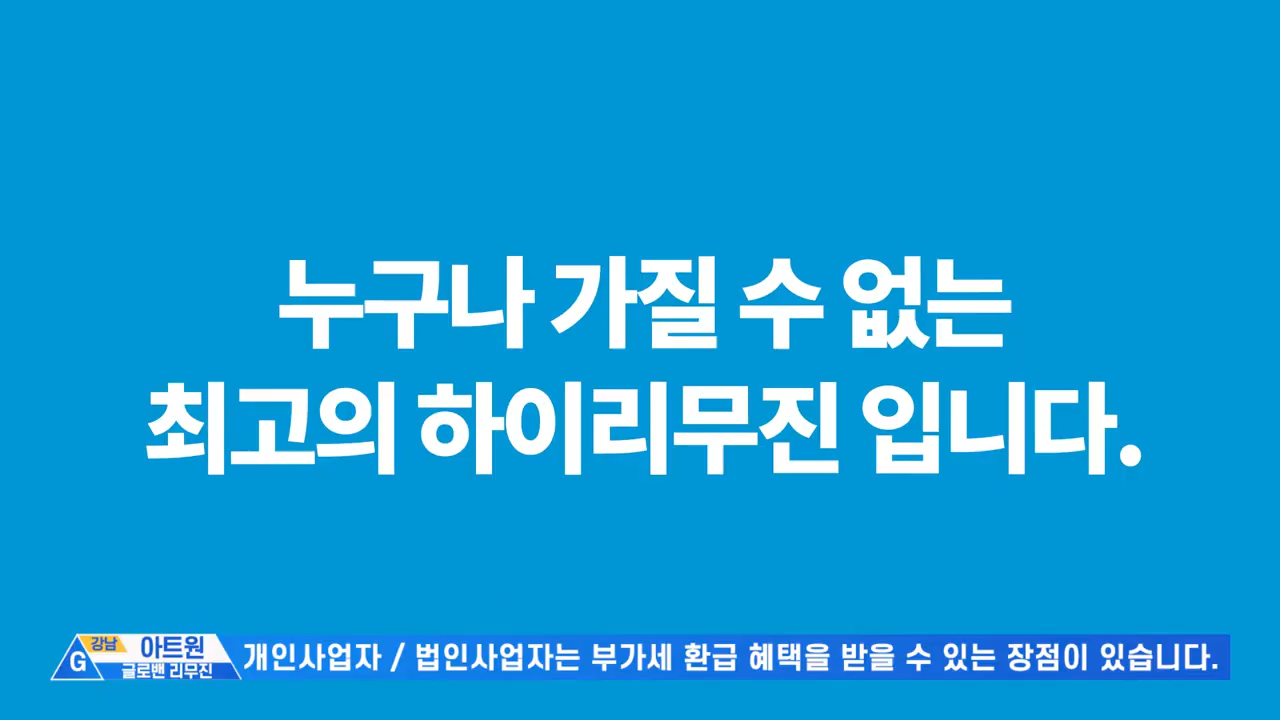 누구나 가질 수 없는
최고의 하이리무진 입니다.
G
강남
아트원
글로밴 리무진
개인사업자 / 법인사업자는 부가세 환급 혜택을 받을 수 있는 장점이 있습니다.